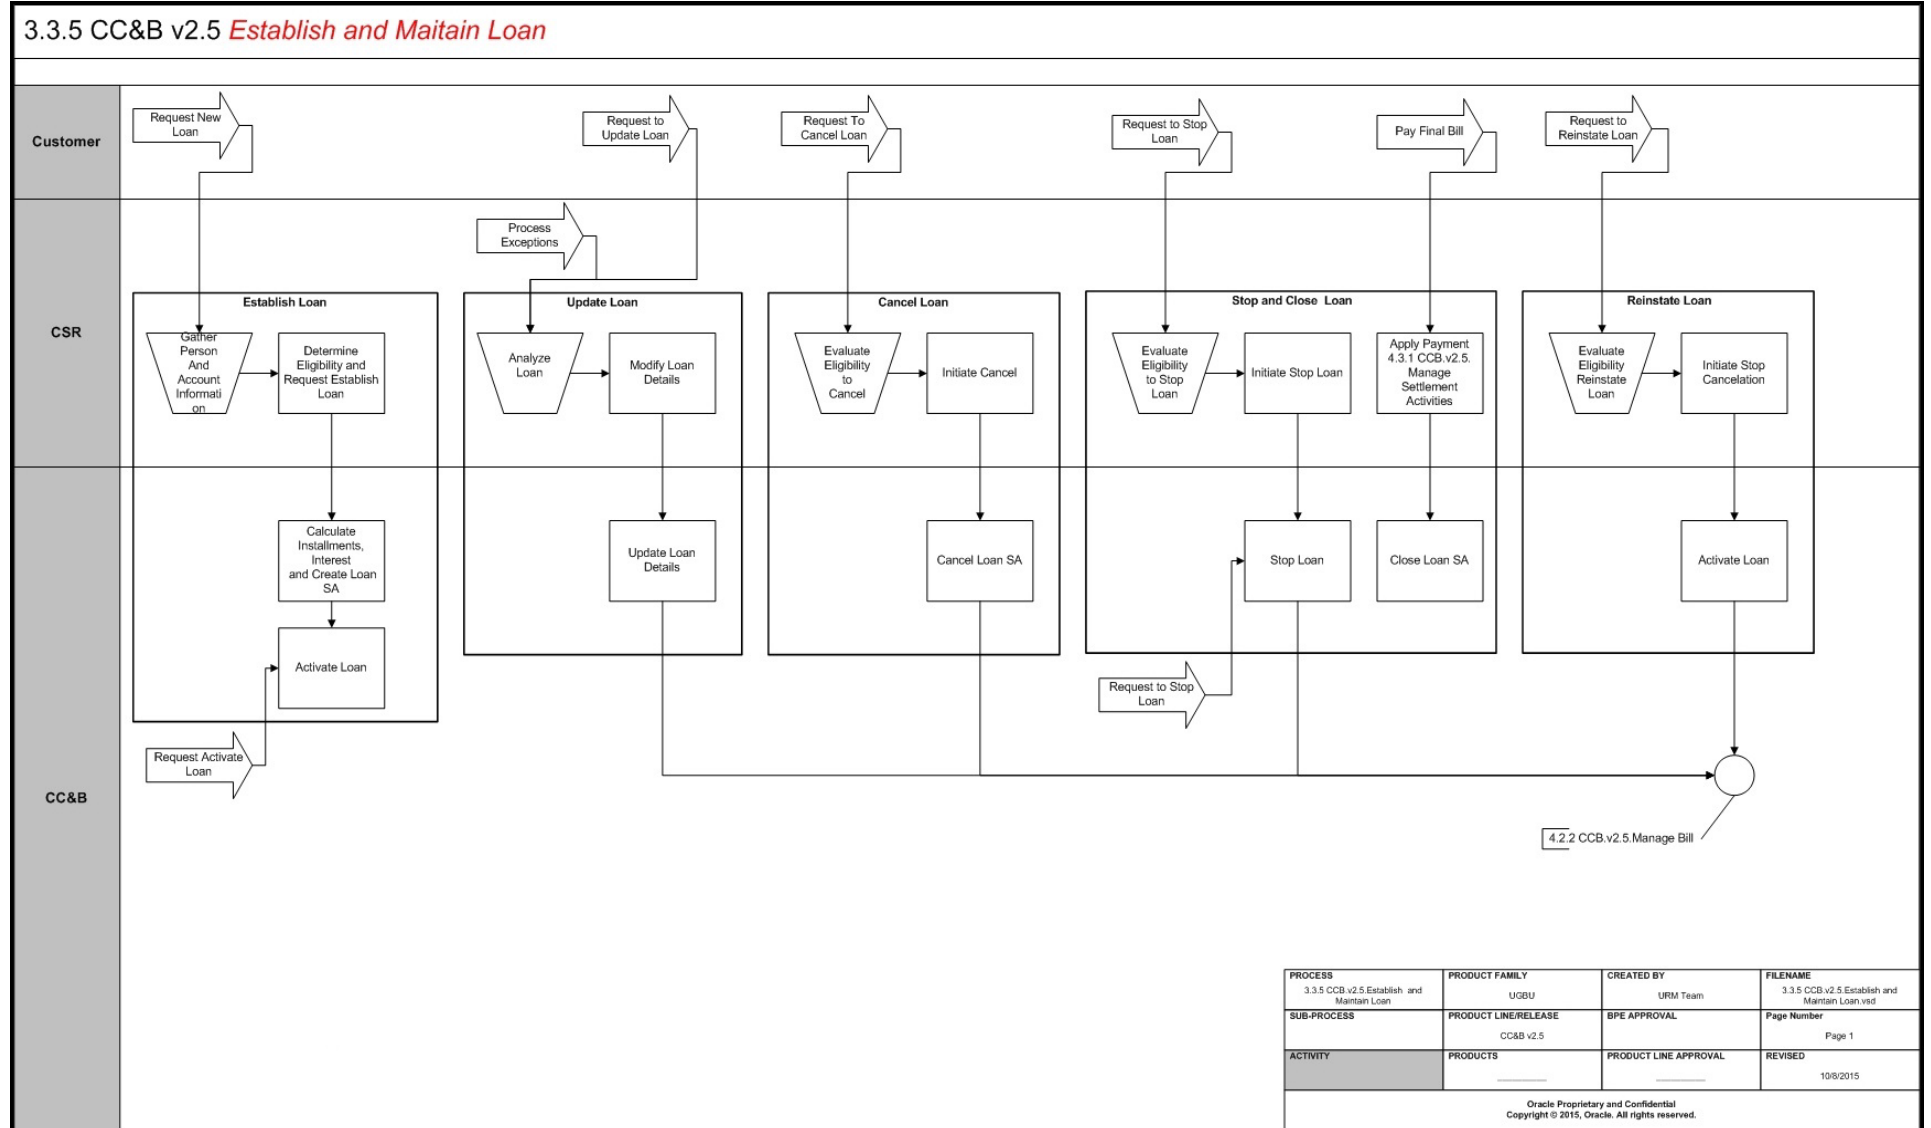 3.3.5 CC&B v2.5 Establish and Maitain Loan
Customer
Request New
Loan
Request to
Update Loan
Request To
Cancel Loan
Request to Stop
Loan
Pay Final Bill
Request to
Reinstate Loan
CSR
Process
Exceptions
Establish Loan
Gather
Person
And
Account
Informati
on
Determine
Eligibility and
Request Establish
Loan
Update Loan
Analyze
Loan
Modify Loan
Details
Cancel Loan
Evaluate
Eligibility
to
Cancel
Initiate Cancel
Stop and Close Loan
Evaluate
Eligibility
to Stop
Loan
Initiate Stop Loan
Apply Payment
4.3.1 CCB.v2.5.
Manage
Settlement
Activities
Reinstate Loan
Evaluate
Eligibility
Reinstate
Loan
Initiate Stop
Cancelation
CC&B
Calculate
Installments,
Interest
and Create Loan
SA
Activate Loan
Request Activate
Loan
Update Loan
Details
Cancel Loan SA
Stop Loan
Close Loan SA
Request to Stop
Loan
Activate Loan
4.2.2 CCB.v2.5.Manage Bill
PROCESS
3.3.5 CCB.v2.5.Establish and
Maintain Loan
PRODUCT FAMILY
UGBU
CREATED BY
URM Team
FILENAME
3.3.5 CCB.v2.5.Establish and
Maintain Loan.vsd
SUB-PROCESS
PRODUCT LINE/RELEASE
CC&B v2.5
BPE APPROVAL
Page Number
Page 1
ACTIVITY
PRODUCTS
PRODUCT LINE APPROVAL
REVISED
10/8/2015
Oracle Proprietary and Confidential
Copyright © 2015, Oracle. All rights reserved.